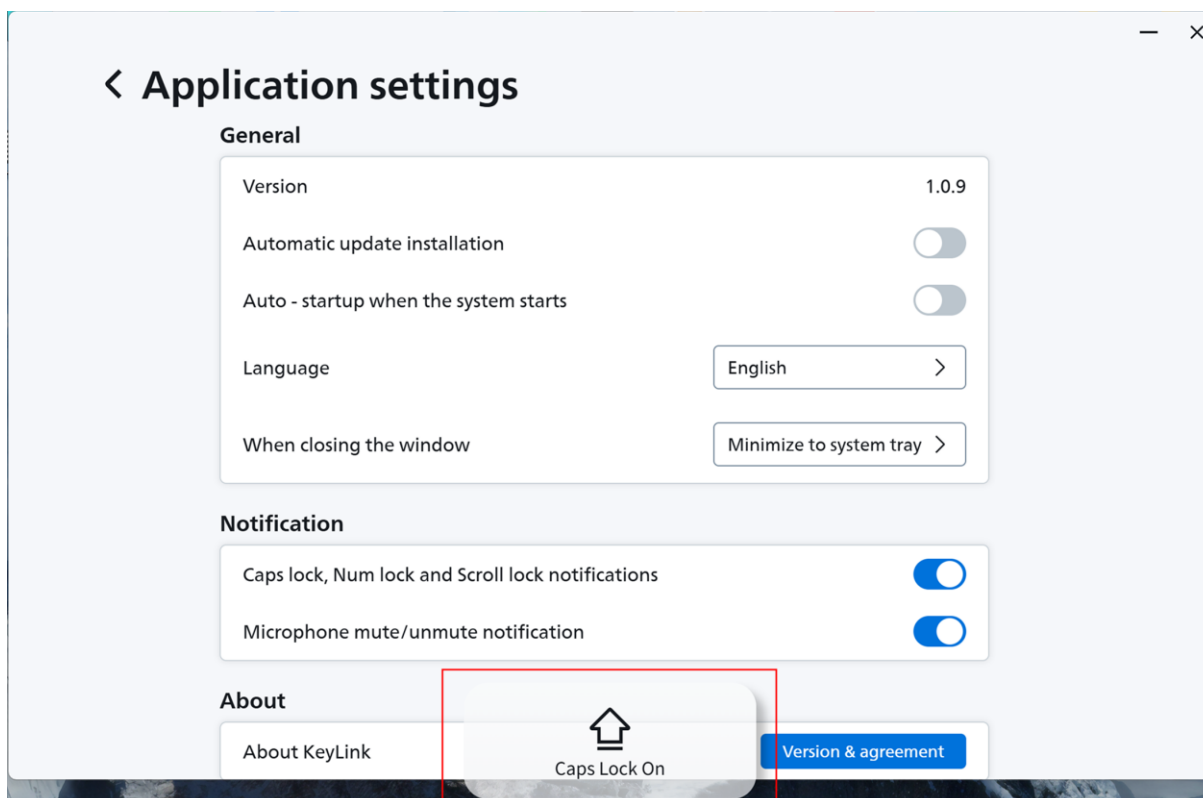 Application settings
General
Version 1.0.9
Automatic update installation
Auto - startup when the system starts
Language English
When closing the window Minimize to system tray
Notification
Caps lock, Num lock and Scroll lock notifications
Microphone mute/unmute notification
About
About KeyLink Version & agreement
Caps Lock On